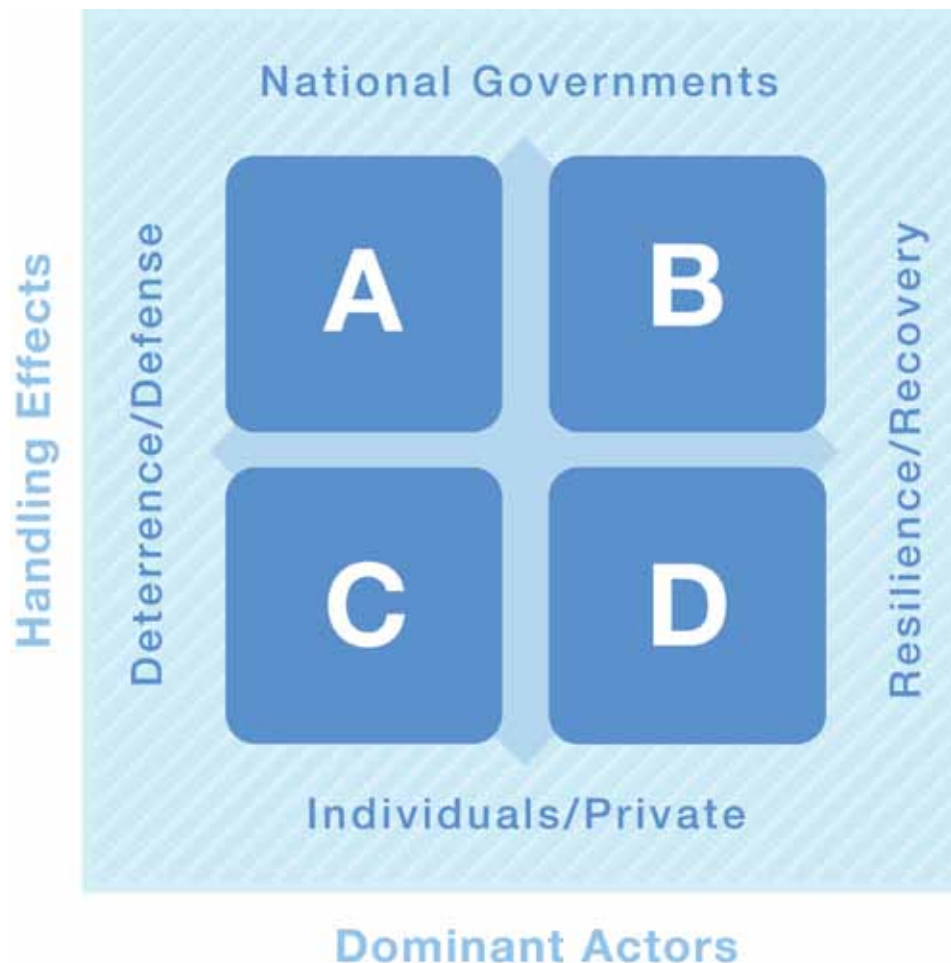 National Governments
Handling Effects
Deterrence/Defense
A
B
Resilience/Recovery
C
D
Individuals/Private
Dominant Actors